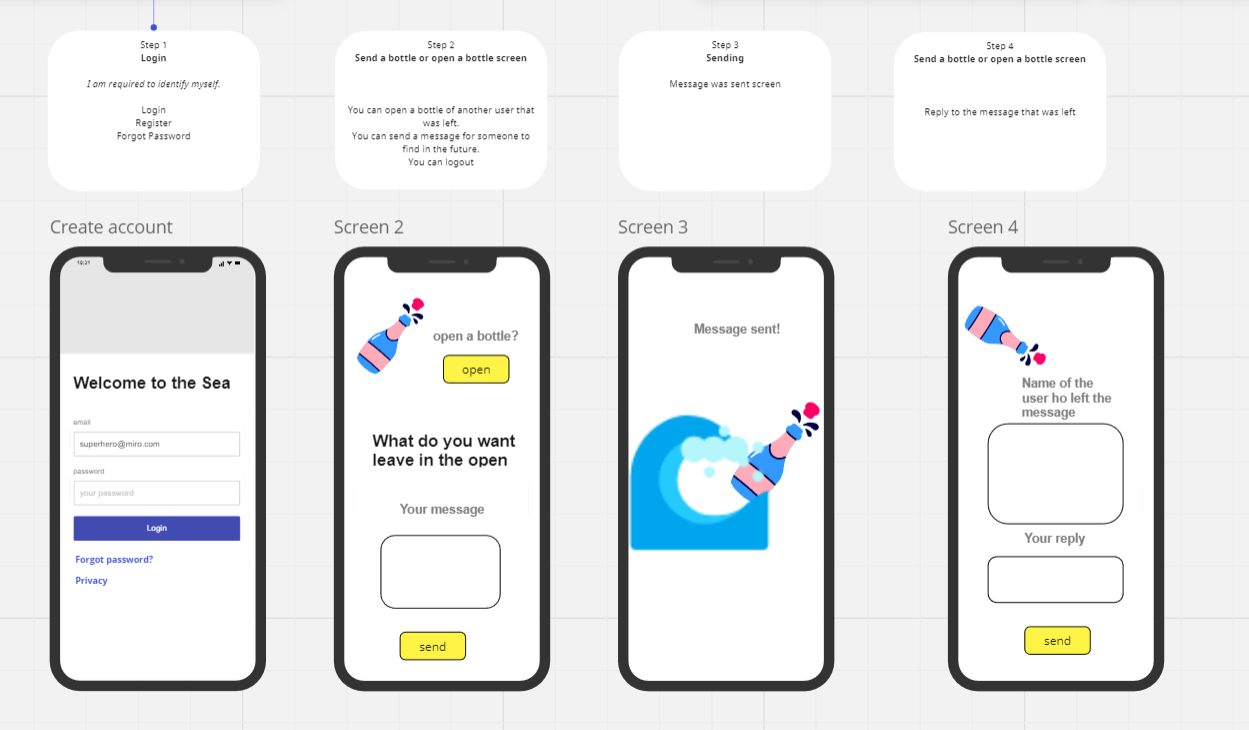 Step 1
Login
I am required to identify myself.
Login
Register
Forgot Password
Step 2
Send a bottle or open a bottle screen
You can open a bottle of another user that
was left.
You can send a message for someone to
find in the future.
You can logout
Step 3
Sending
Message was sent screen
Step 4
Send a bottle or open a bottle screen
Reply to the message that was left
Create account
Welcome to the Sea
email
superhero@miro.com
password
your password
Login
Forgot password?
Privacy
Screen 2
open a bottle?
open
What do you want
leave in the open
Your message
send
Screen 3
Message sent!
Screen 4
Name of the
user ho left the
message
Your reply
send